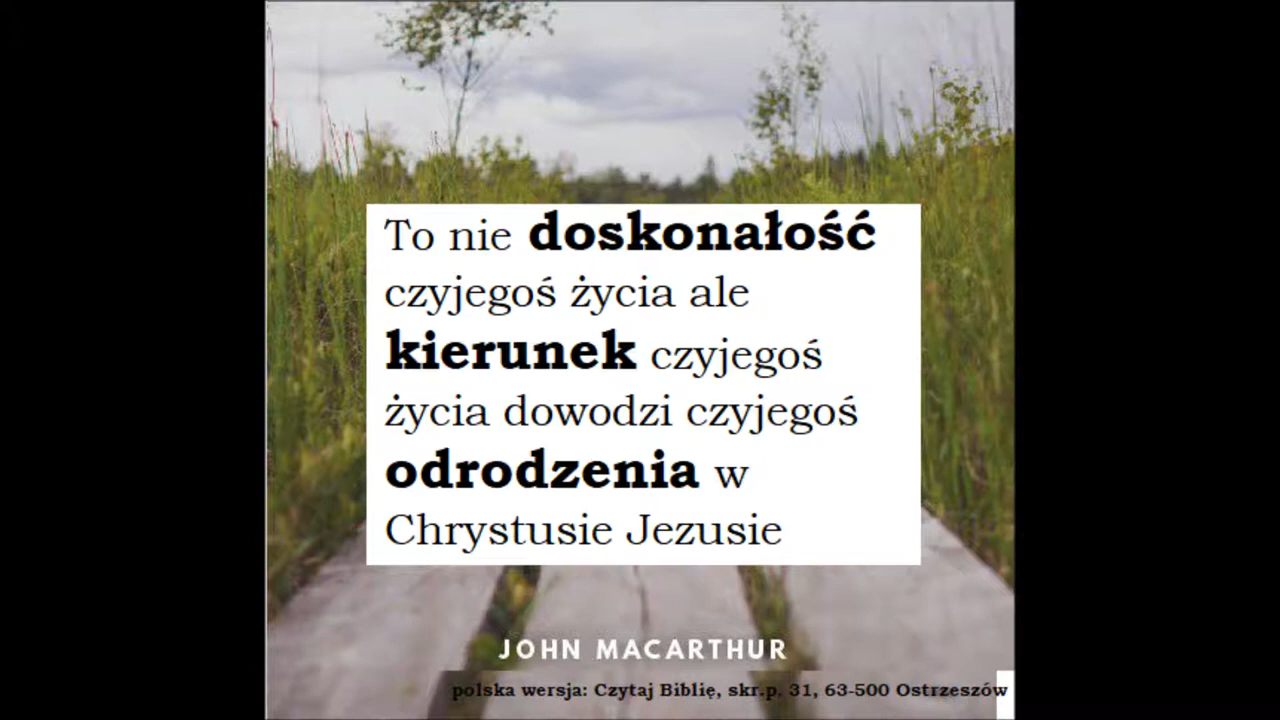 To nie doskonałość
czyjegoś życia ale
kierunek czyjegoś
życia dowodzi czyjegoś
odrodzenia w
Chrystusie Jezusie
JOHN MACARTHUR
polska wersja: Czytaj Biblię, skr.p. 31, 63-500 Ostrzeszów